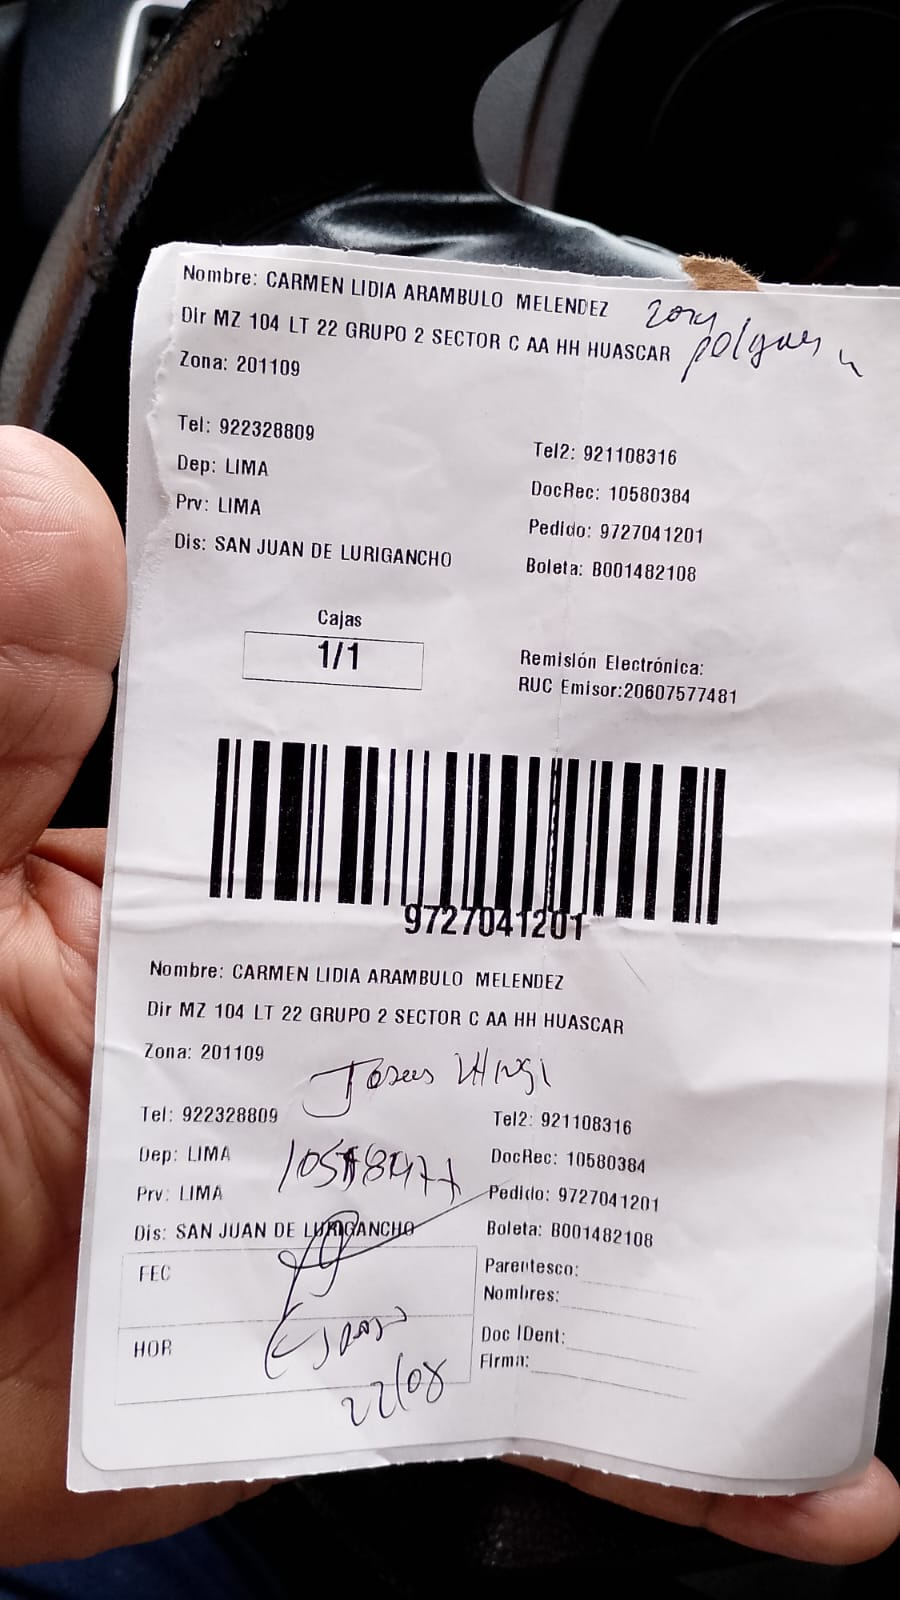 Nombre: CARMEN LIDIA ARAMBULO MELENDEZ
Dir MZ 104 LT 22 GRUPO 2 SECTOR C AA HH HUASCAR
Zona: 201109
Tel: 922328809
Tel2: 921108316
Dep: LIMA
DocRec: 10580384
Prv: LIMA
Pedido: 9727041201
Dis: SAN JUAN DE LURIGANCHO
Boleta: B001482108
Cajas
1/1
Remisión Electrónica:
RUC Emisor:20607577481
9727041201
Nombre: CARMEN LIDIA ARAMBULO MELENDEZ
Dir MZ 104 LT 22 GRUPO 2 SECTOR C AA HH HUASCAR
Zona: 201109
Tel: 922328809
Tel2: 921108316
Dep: LIMA
DocRec: 10580384
Prv: LIMA
Pedido: 9727041201
Dis: SAN JUAN DE LURIGANCHO
Boleta: B001482108
FEC
Parentesco:
Nombres:
HOR
Doc IDent:
Firma:
22/08